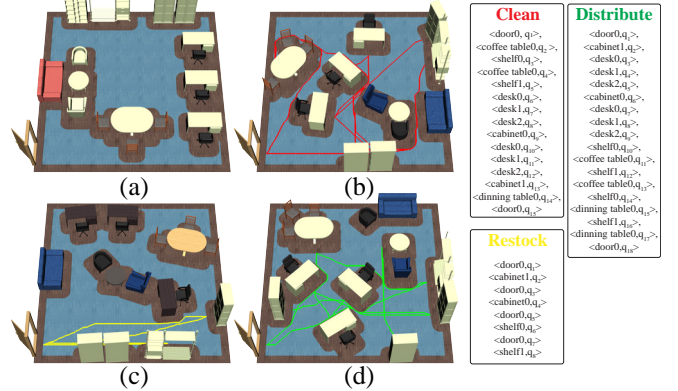 (a)
(b)
(c)
(d)
Clean
<door0, q₁>,
<coffee table0,q₂ >,
<shelf0,q₃>,
<coffee table0,q₄>,
<shelf1,q₅>,
<desk0,q₆>,
<desk1,q₇>,
<desk2,q₈>,
<cabinet0,q₉>,
<desk0,q₁₀>,
<desk1,q₁₁>,
<desk2,q₁₂>,
<cabinet1,q₁₃>,
<dinning table0,q₁₄>,
<door0,q₁₅>
Distribute
<door0,q₁>,
<cabinet1,q₂>,
<desk0,q₃>,
<desk1,q₄>,
<desk2,q₅>,
<cabinet0,q₆>,
<desk0,q₇>,
<desk1,q₈>,
<desk2,q₉>,
<shelf0,q₁₀>,
<coffee table0,q₁₁>,
<shelf1,q₁₂>,
<coffee table0,q₁₃>,
<shelf0,q₁₄>,
<dinning table0,q₁₅>,
<shelf1,q₁₆>,
<dinning table0,q₁₇>,
<door0,q₁₈>
Restock
<door0,q₁>
<cabinet1,q₂>
<door0,q₃>
<cabinet0,q₄>
<door0,q₅>
<shelf0,q₆>
<door0,q₇>
<shelf1,q₈>